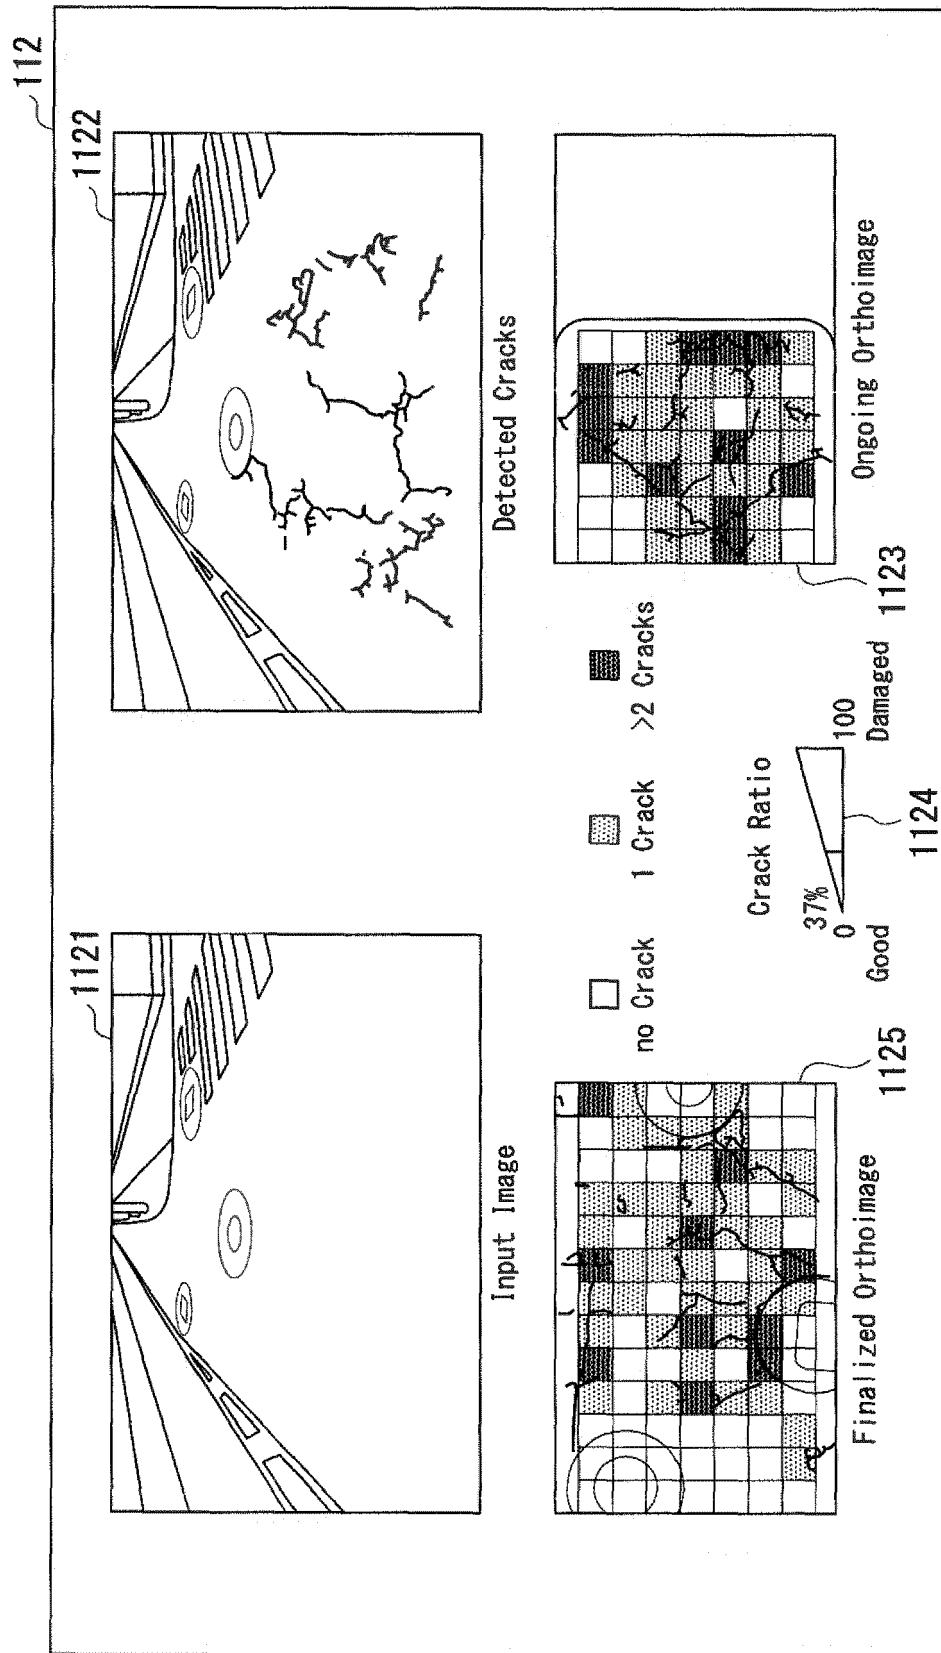 112
1121
1122
Input Image
Detected Cracks
no Crack
1 Crack
>2 Cracks
Crack Ratio
37%
0
100
Good
Damaged
1124
1125
1123
Finalized Orthoimage
Ongoing Orthoimage